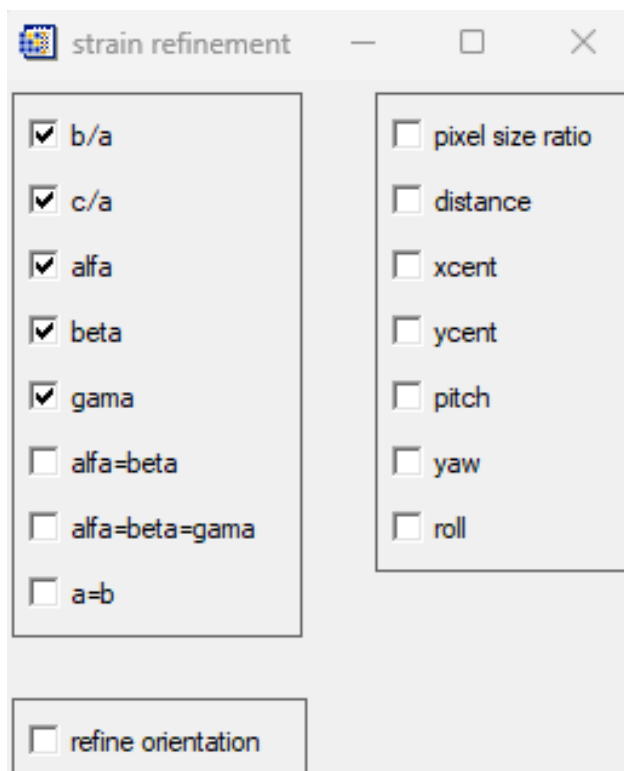 strain refinement
b/a
c/a
alfa
beta
gama
alfa=beta
alfa=beta=gama
a=b
pixel size ratio
distance
xcent
ycent
pitch
yaw
roll
refine orientation